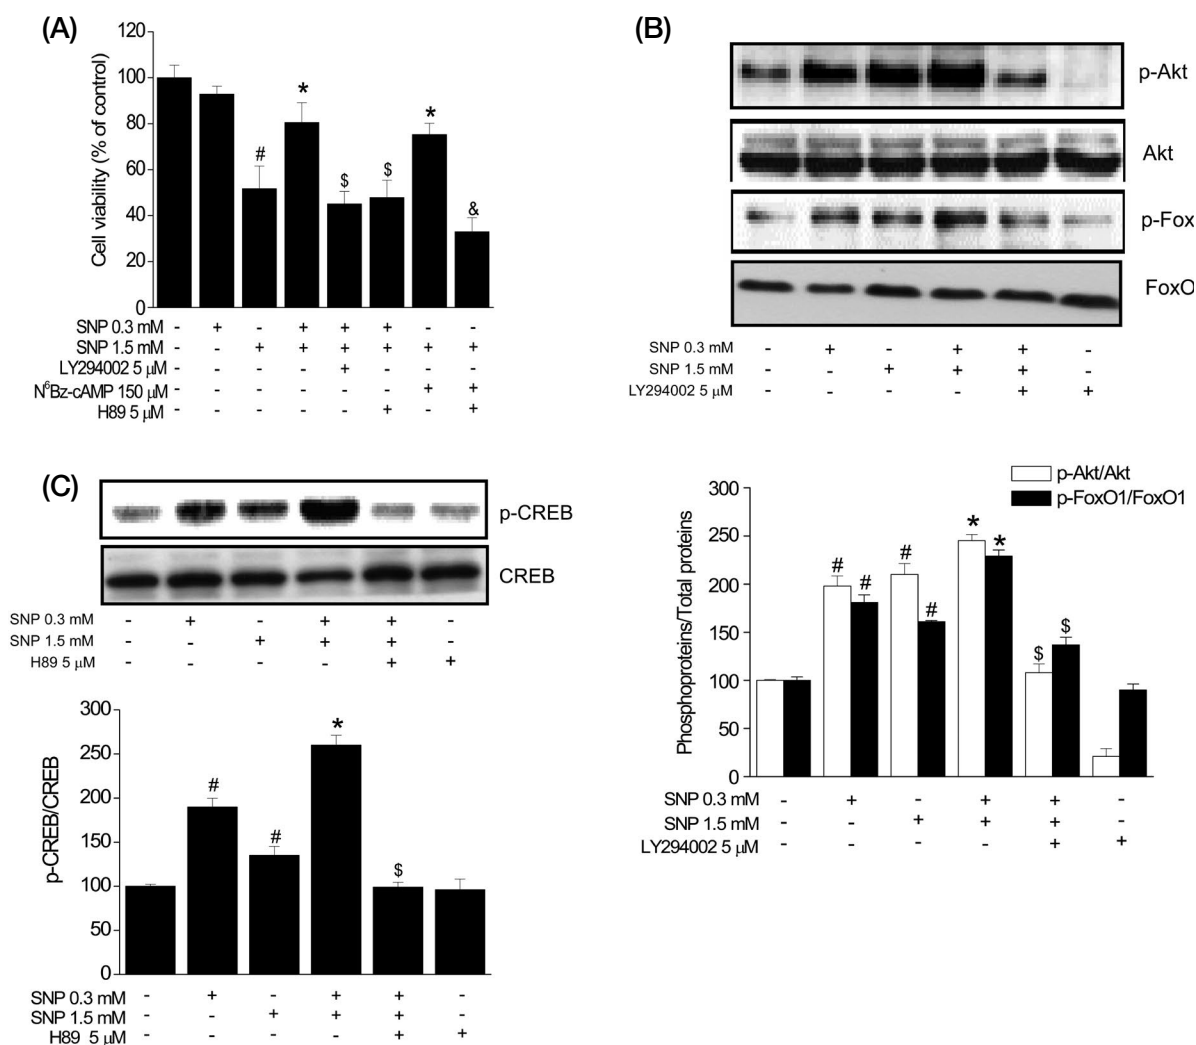 (A)
120
100
80
60
40
20
0
Cell viability (% of control)
#
*
$
$
*
&
SNP 0.3 mM - + - + + + - +
SNP 1.5 mM - - + + + + + +
LY294002 5 μM - - - - + - - -
N⁶Bz-cAMP 150 μM - - - - - - + +
H89 5 μM - - - - - + - +
(B)
p-Akt
Akt
p-Fox
FoxO
SNP 0.3 mM - + - + + -
SNP 1.5 mM - - + + + -
LY294002 5 μM - - - - + +
p-Akt/Akt
p-FoxO1/FoxO1
300
250
200
150
100
50
0
Phosphoproteins/Total proteins
# #
# #
* *
$ $
SNP 0.3 mM - + - + + -
SNP 1.5 mM - - + + + -
LY294002 5 μM - - - - + +
(C)
p-CREB
CREB
SNP 0.3 mM - + - + + -
SNP 1.5 mM - - + + + -
H89 5 μM - - - - + +
300
250
200
150
100
50
0
p-CREB/CREB
#
#
*
$
SNP 0.3 mM - + - + + -
SNP 1.5 mM - - + + + -
H89 5 μM - - - - + +